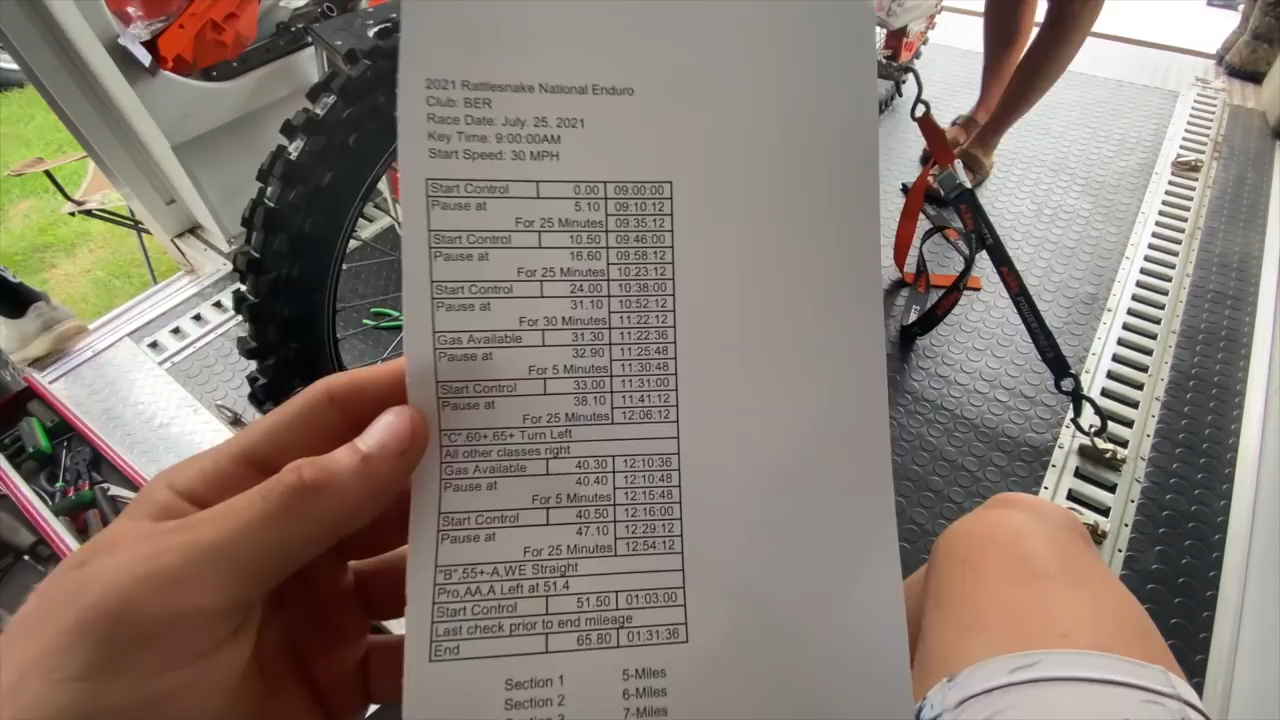 2021 Rattlesnake National Enduro
Club: BER
Race Date: July. 25, 2021
Key Time: 9:00:00AM
Start Speed: 30 MPH
Start Control 0.00 09:00:00
Pause at 5.10 09:10:12
For 25 Minutes 09:35:12
Start Control 10.50 09:46:00
Pause at 16.60 09:58:12
For 25 Minutes 10:23:12
Start Control 24.00 10:38:00
Pause at 31.10 10:52:12
For 30 Minutes 11:22:12
Gas Available 31.30 11:22:36
Pause at 32.90 11:25:48
For 5 Minutes 11:30:48
Start Control 33.00 11:31:00
Pause at 38.10 11:41:12
For 25 Minutes 12:06:12
"C",60+,65+ Turn Left
All other classes right
Gas Available 40.30 12:10:36
Pause at 40.40 12:10:48
For 5 Minutes 12:15:48
Start Control 40.50 12:16:00
Pause at 47.10 12:29:12
For 25 Minutes 12:54:12
"B",55+-A,WE Straight
Pro,AA,A Left at 51.4
Start Control 51.50 01:03:00
Last check prior to end mileage
End 65.80 01:31:36
Section 1 5-Miles
Section 2 6-Miles
7-Miles